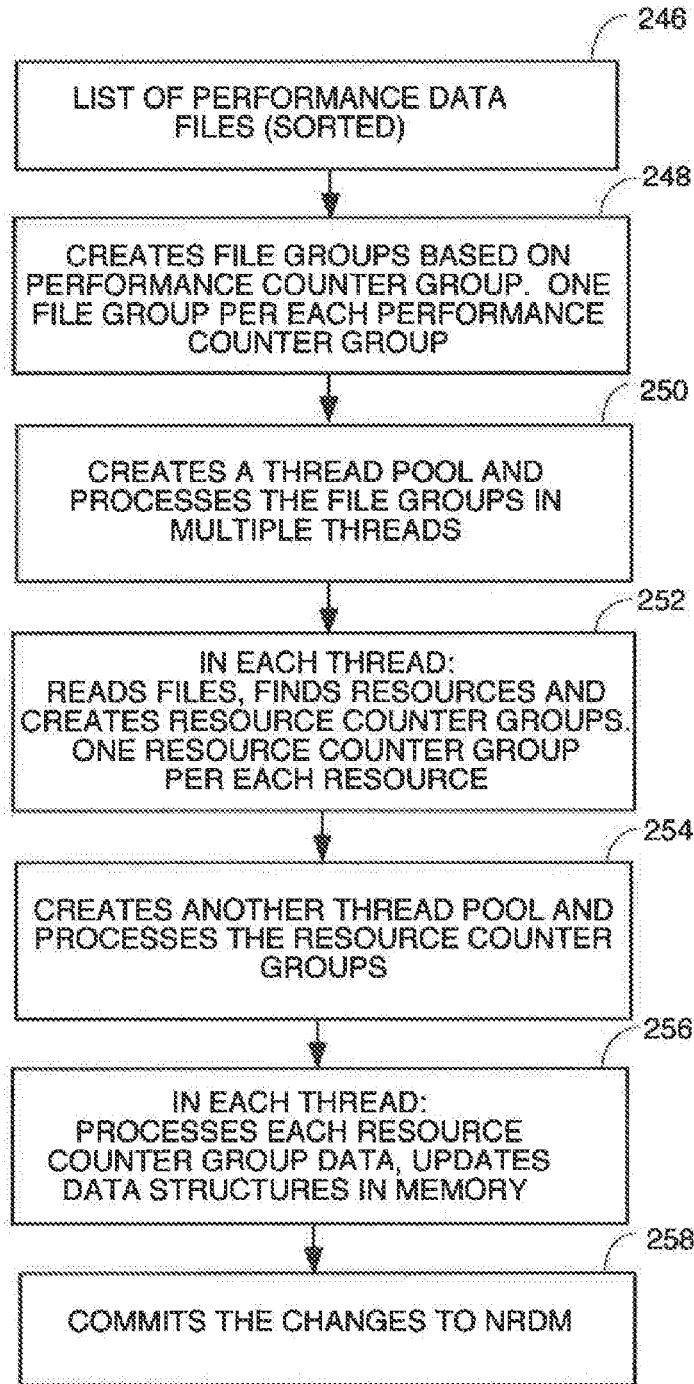 246
LIST OF PERFORMANCE DATA
FILES (SORTED)
248
CREATES FILE GROUPS BASED ON
PERFORMANCE COUNTER GROUP. ONE
FILE GROUP PER EACH PERFORMANCE
COUNTER GROUP
250
CREATES A THREAD POOL AND
PROCESSES THE FILE GROUPS IN
MULTIPLE THREADS
252
IN EACH THREAD:
READS FILES, FINDS RESOURCES AND
CREATES RESOURCE COUNTER GROUPS.
ONE RESOURCE COUNTER GROUP
PER EACH RESOURCE
254
CREATES ANOTHER THREAD POOL AND
PROCESSES THE RESOURCE COUNTER
GROUPS
256
IN EACH THREAD:
PROCESSES EACH RESOURCE
COUNTER GROUP DATA, UPDATES
DATA STRUCTURES IN MEMORY
258
COMMITS THE CHANGES TO NRDM